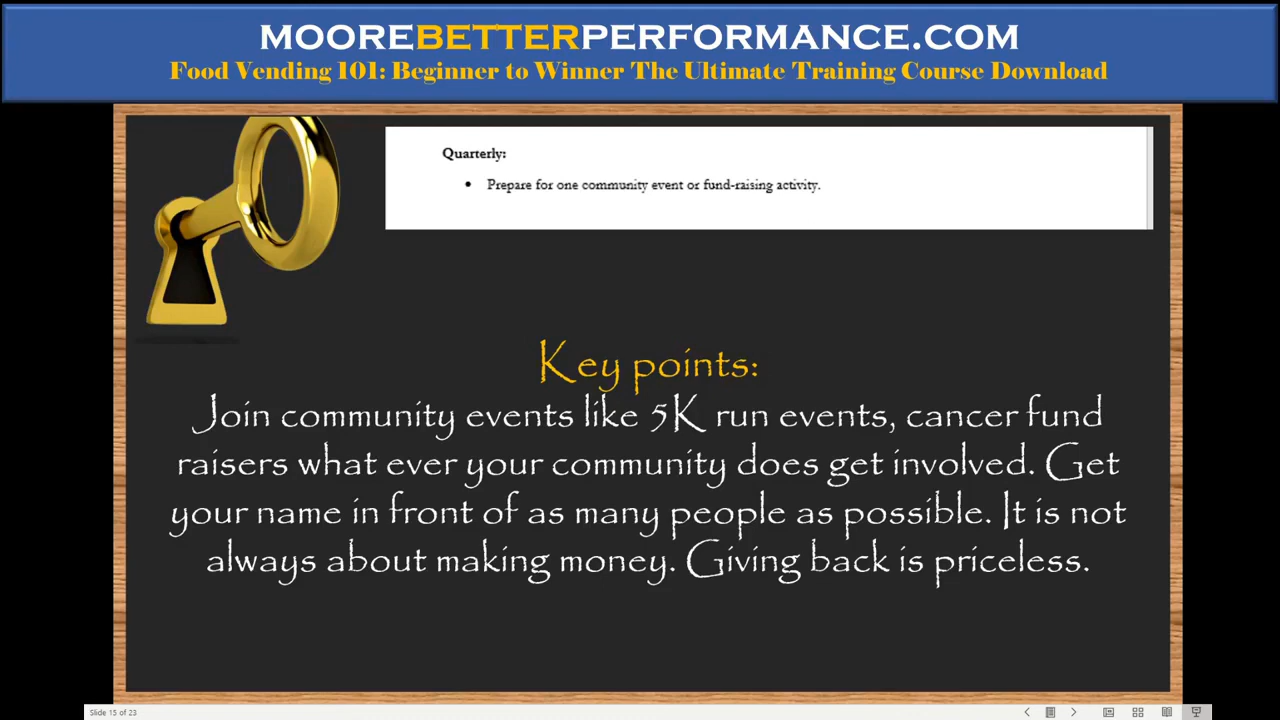 MOOREBETTERPERFORMANCE.COM
Food Vending 101: Beginner to Winner The Ultimate Training Course Download
Quarterly:
• Prepare for one community event or fund-raising activity.
Key points:
Join community events like 5K run events, cancer fund
raisers what ever your community does get involved. Get
your name in front of as many people as possible. It is not
always about making money. Giving back is priceless.
Slide 15 of 23